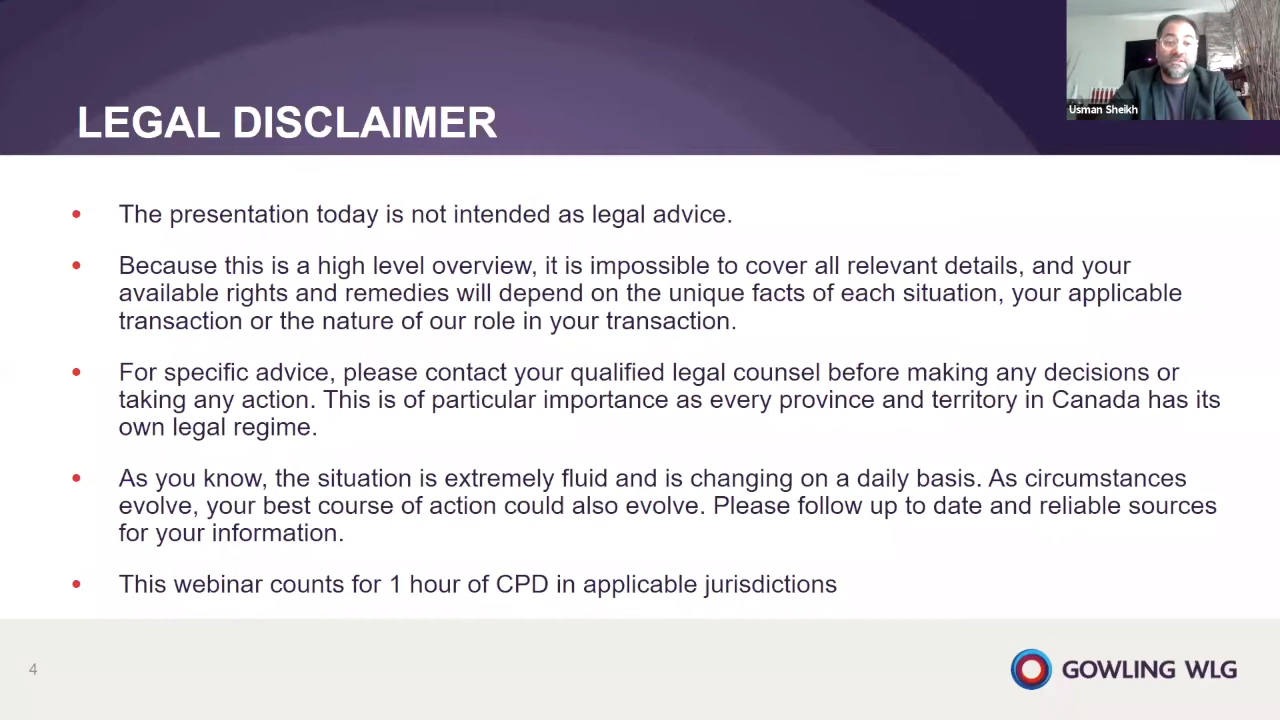 Usman Sheikh
LEGAL DISCLAIMER
• The presentation today is not intended as legal advice.
• Because this is a high level overview, it is impossible to cover all relevant details, and your
available rights and remedies will depend on the unique facts of each situation, your applicable
transaction or the nature of our role in your transaction.
• For specific advice, please contact your qualified legal counsel before making any decisions or
taking any action. This is of particular importance as every province and territory in Canada has its
own legal regime.
• As you know, the situation is extremely fluid and is changing on a daily basis. As circumstances
evolve, your best course of action could also evolve. Please follow up to date and reliable sources
for your information.
• This webinar counts for 1 hour of CPD in applicable jurisdictions
4
GOWLING WLG